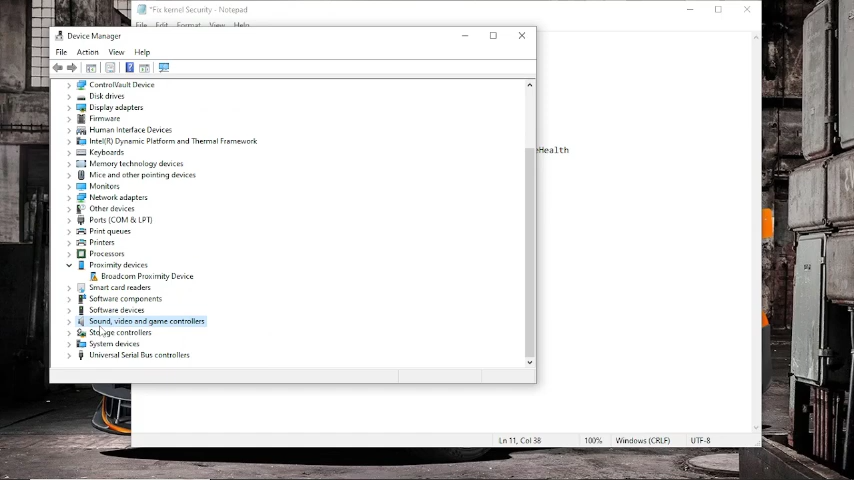 *Fix kernel Security - Notepad
File Edit Format View Help
Device Manager
File Action View Help
ControlVault Device
Disk drives
Display adapters
Firmware
Human Interface Devices
Intel(R) Dynamic Platform and Thermal Framework
eHealth
Keyboards
Memory technology devices
Mice and other pointing devices
Monitors
Network adapters
Other devices
Ports (COM & LPT)
Print queues
Printers
Processors
Proximity devices
Broadcom Proximity Device
Smart card readers
Software components
Software devices
Sound, video and game controllers
Storage controllers
System devices
Universal Serial Bus controllers
Ln 11, Col 38 100% Windows (CRLF) UTF-8